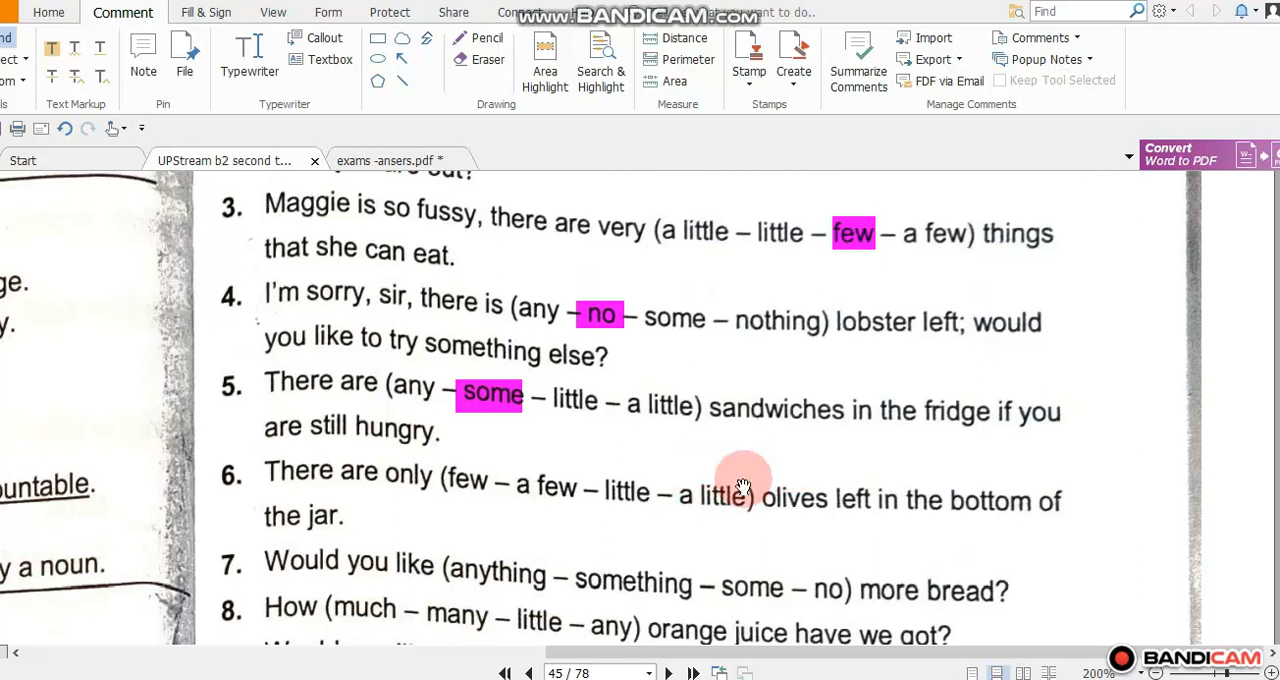 www.BANDICAM.com
Home Comment Fill & Sign View Form Protect Share Connect want to do.. Find
nd Callout Pencil Distance Import Comments
Textbox Eraser Perimeter Export Popup Notes
Note File Typewriter Area Highlight Search & Highlight Area Stamp Create Summarize Comments FDF via Email Keep Tool Selected
Text Markup Pin Typewriter Drawing Measure Stamps Manage Comments
Start UPStream b2 second t... x exams -ansers.pdf *
Convert
Word to PDF
3. Maggie is so fussy, there are very (a little – little – few – a few) things
that she can eat.
ge.
4. I'm sorry, sir, there is (any – no – some – nothing) lobster left; would
y.
you like to try something else?
5. There are (any – some – little – a little) sandwiches in the fridge if you
are still hungry.
6. There are only (few – a few – little – a little) olives left in the bottom of
ountable.
the jar.
7. Would you like (anything – something – some – no) more bread?
y a noun.
8. How (much – many – little – any) orange juice have we got?
BANDICAM
45 / 78 200%